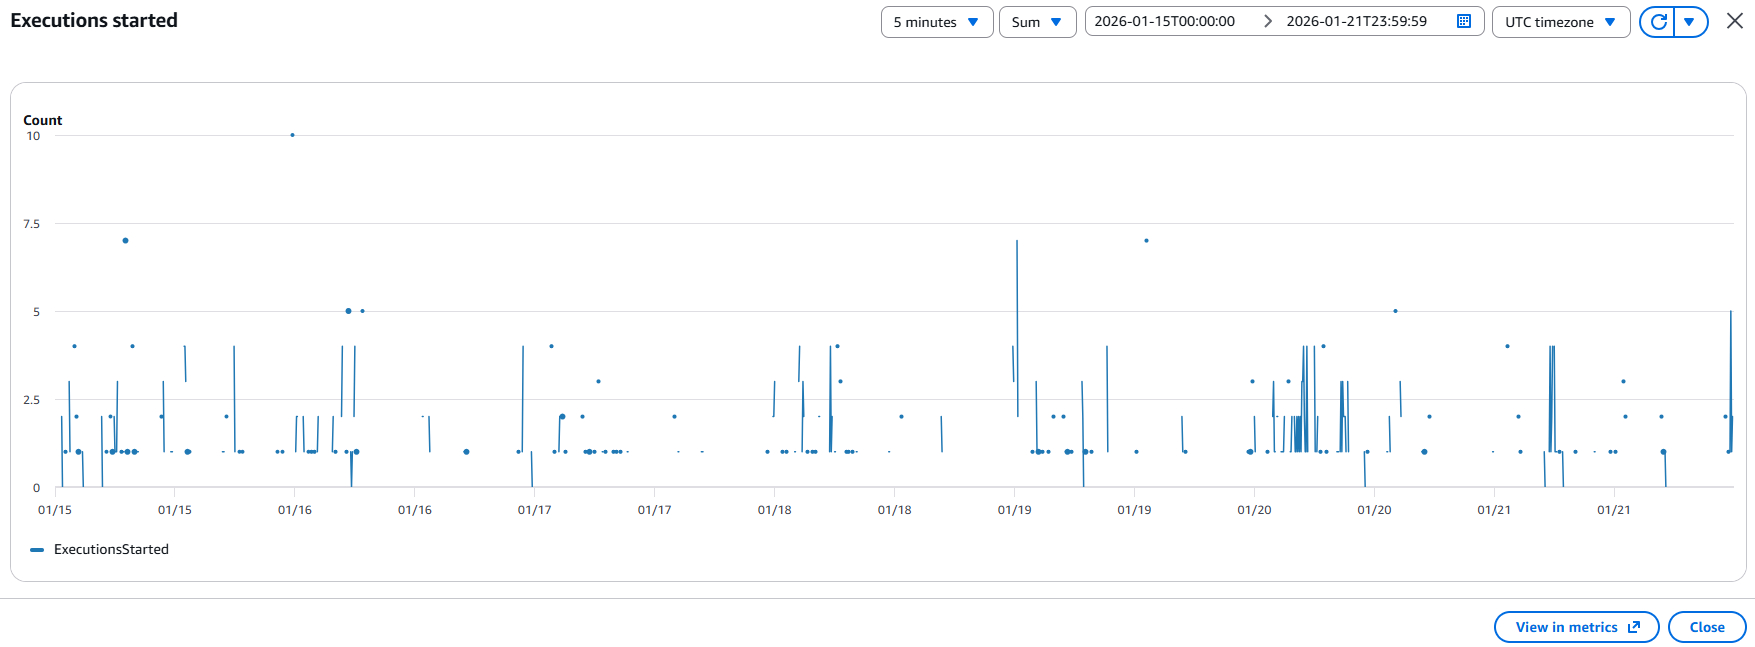 Executions started
5 minutes
Sum
2026-01-15T00:00:00
2026-01-21T23:59:59
UTC timezone
Count
10
7.5
5
2.5
0
01/15 01/15 01/16 01/16 01/17 01/17 01/18 01/18 01/19 01/19 01/20 01/20 01/21 01/21
ExecutionsStarted
View in metrics
Close